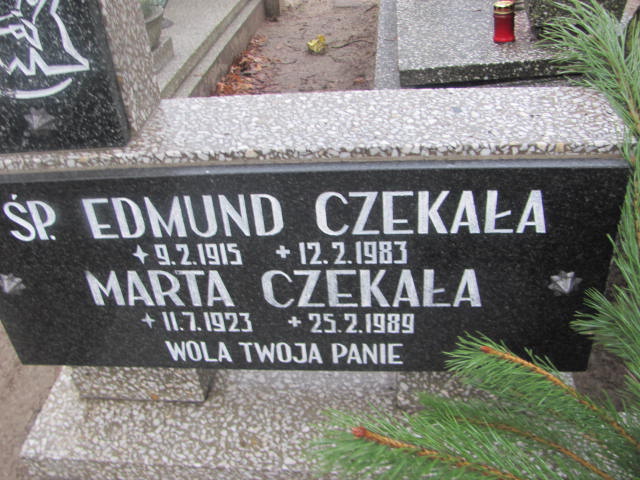 ŚP. EDMUND CZEKAŁA
✦ 9.2.1915 + 12.2.1983
MARTA CZEKAŁA
✦ 11.7.1923 + 25.2.1989
WOLA TWOJA PANIE